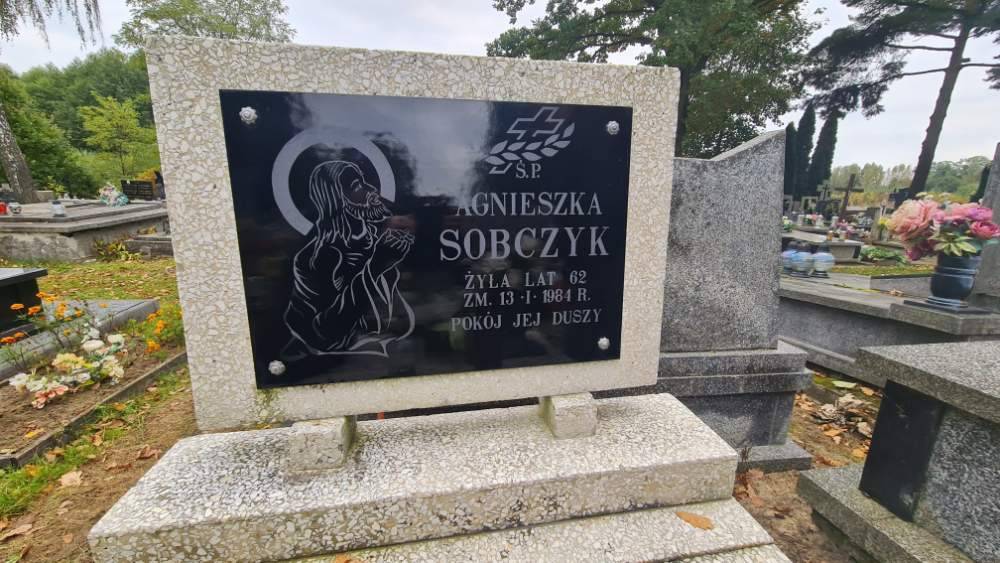 Ś.P.
AGNIESZKA
SOBCZYK
ŻYŁA LAT 62
ZM. 13·I·1984 R.
POKÓJ JEJ DUSZY